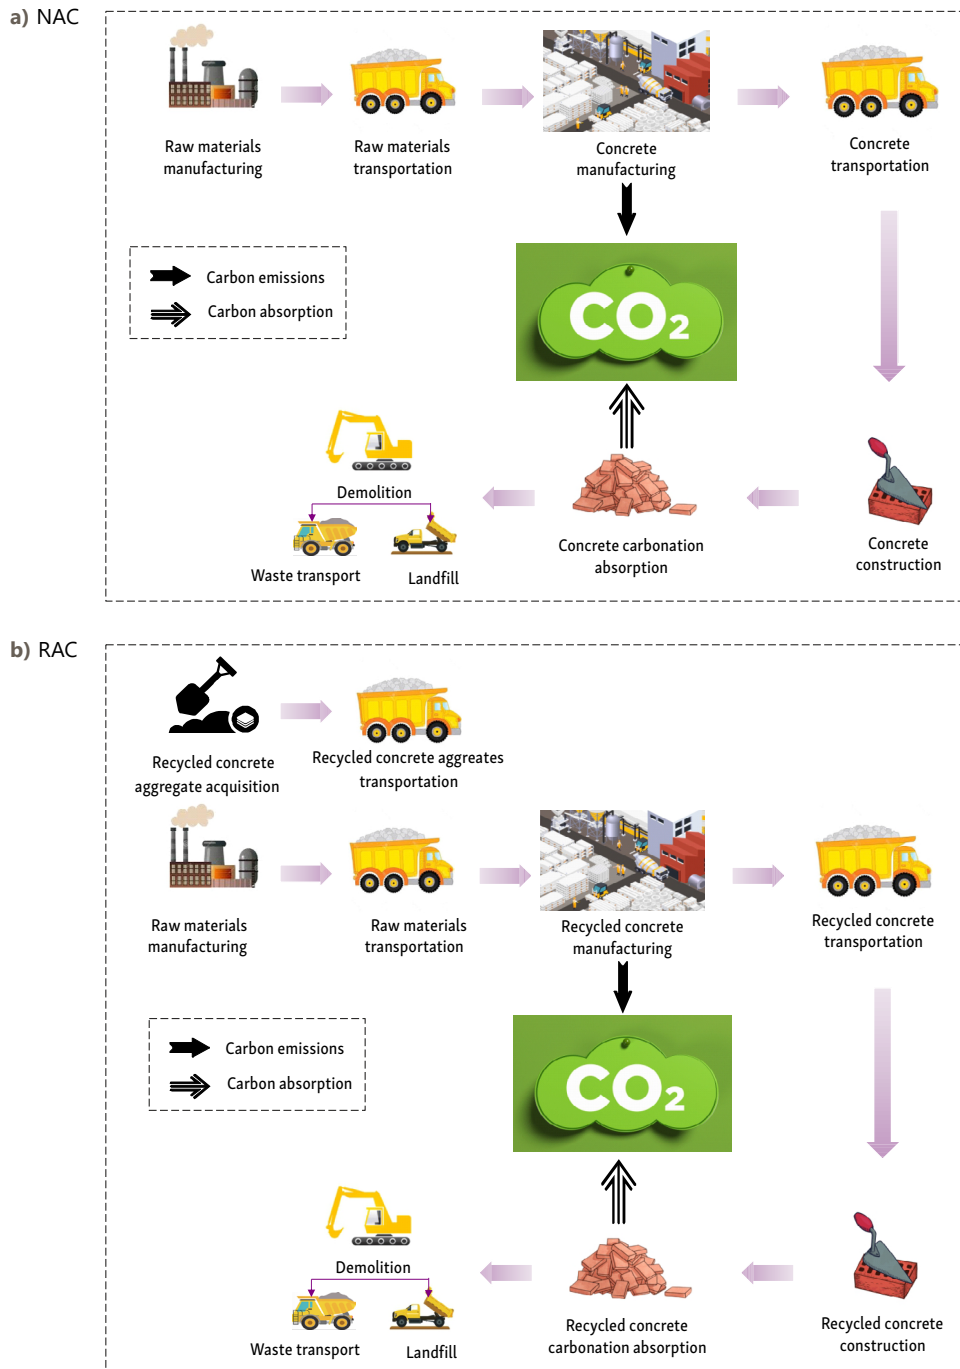 a) NAC
Raw materials
manufacturing
Raw materials
transportation
Concrete
manufacturing
Concrete
transportation
Carbon emissions
Carbon absorption
CO2
Demolition
Waste transport
Landfill
Concrete carbonation
absorption
Concrete
construction
b) RAC
Recycled concrete
aggregate acquisition
Recycled concrete aggreates
transportation
Raw materials
manufacturing
Raw materials
transportation
Recycled concrete
manufacturing
Recycled concrete
transportation
Carbon emissions
Carbon absorption
CO2
Demolition
Waste transport
Landfill
Recycled concrete
carbonation absorption
Recycled concrete
construction